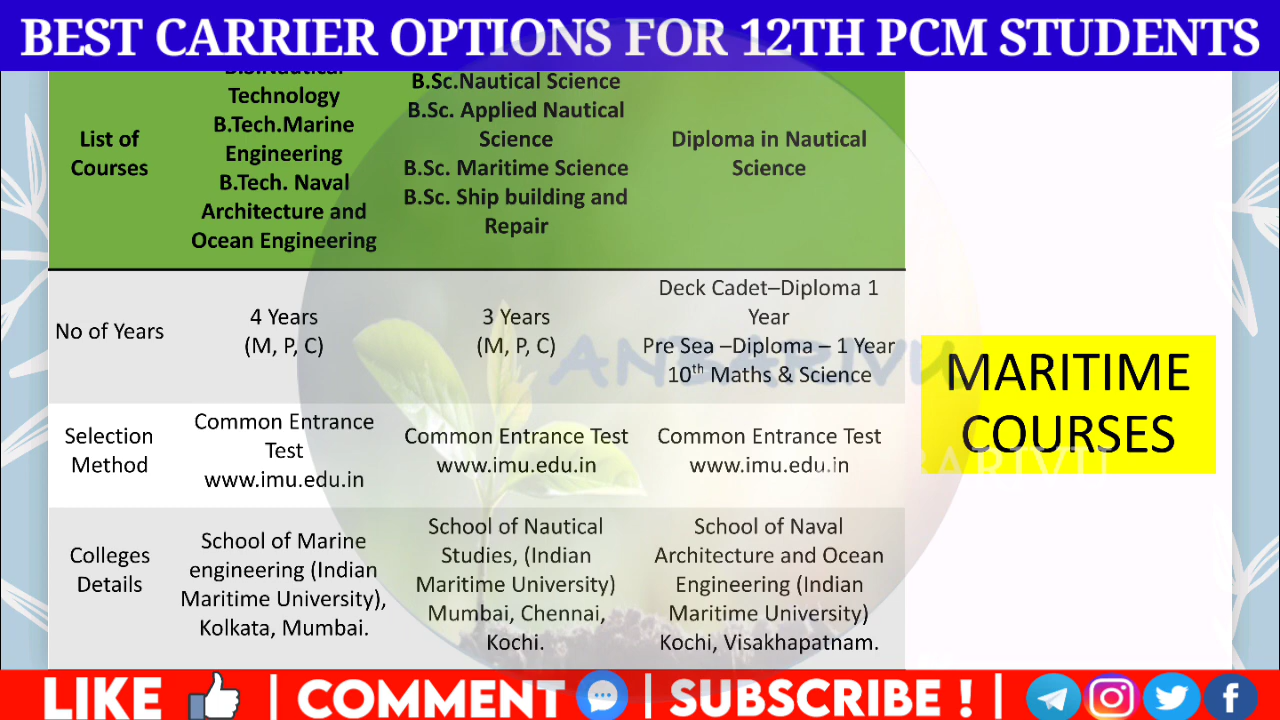 BEST CARRIER OPTIONS FOR 12TH PCM STUDENTS
List of
Courses
Technology
B.Tech.Marine
Engineering
B.Tech. Naval
Architecture and
Ocean Engineering
B.Sc.Nautical Science
B.Sc. Applied Nautical
Science
B.Sc. Maritime Science
B.Sc. Ship building and
Repair
Diploma in Nautical
Science
No of Years
4 Years
(M, P, C)
3 Years
(M, P, C)
Deck Cadet–Diploma 1
Year
Pre Sea –Diploma – 1 Year
10th Maths & Science
Selection
Method
Common Entrance
Test
www.imu.edu.in
Common Entrance Test
www.imu.edu.in
Common Entrance Test
www.imu.edu.in
Colleges
Details
School of Marine
engineering (Indian
Maritime University),
Kolkata, Mumbai.
School of Nautical
Studies, (Indian
Maritime University)
Mumbai, Chennai,
Kochi.
School of Naval
Architecture and Ocean
Engineering (Indian
Maritime University)
Kochi, Visakhapatnam.
MARITIME
COURSES
LIKE | COMMENT | SUBSCRIBE ! |